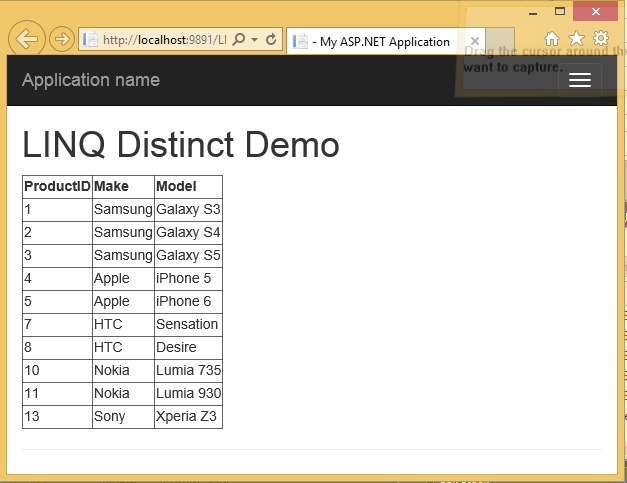 http://localhost:9891/LI
- My ASP.NET Application
Drag the cursor around the
want to capture.
Application name
LINQ Distinct Demo
ProductID Make Model
1 Samsung Galaxy S3
2 Samsung Galaxy S4
3 Samsung Galaxy S5
4 Apple iPhone 5
5 Apple iPhone 6
7 HTC Sensation
8 HTC Desire
10 Nokia Lumia 735
11 Nokia Lumia 930
13 Sony Xperia Z3